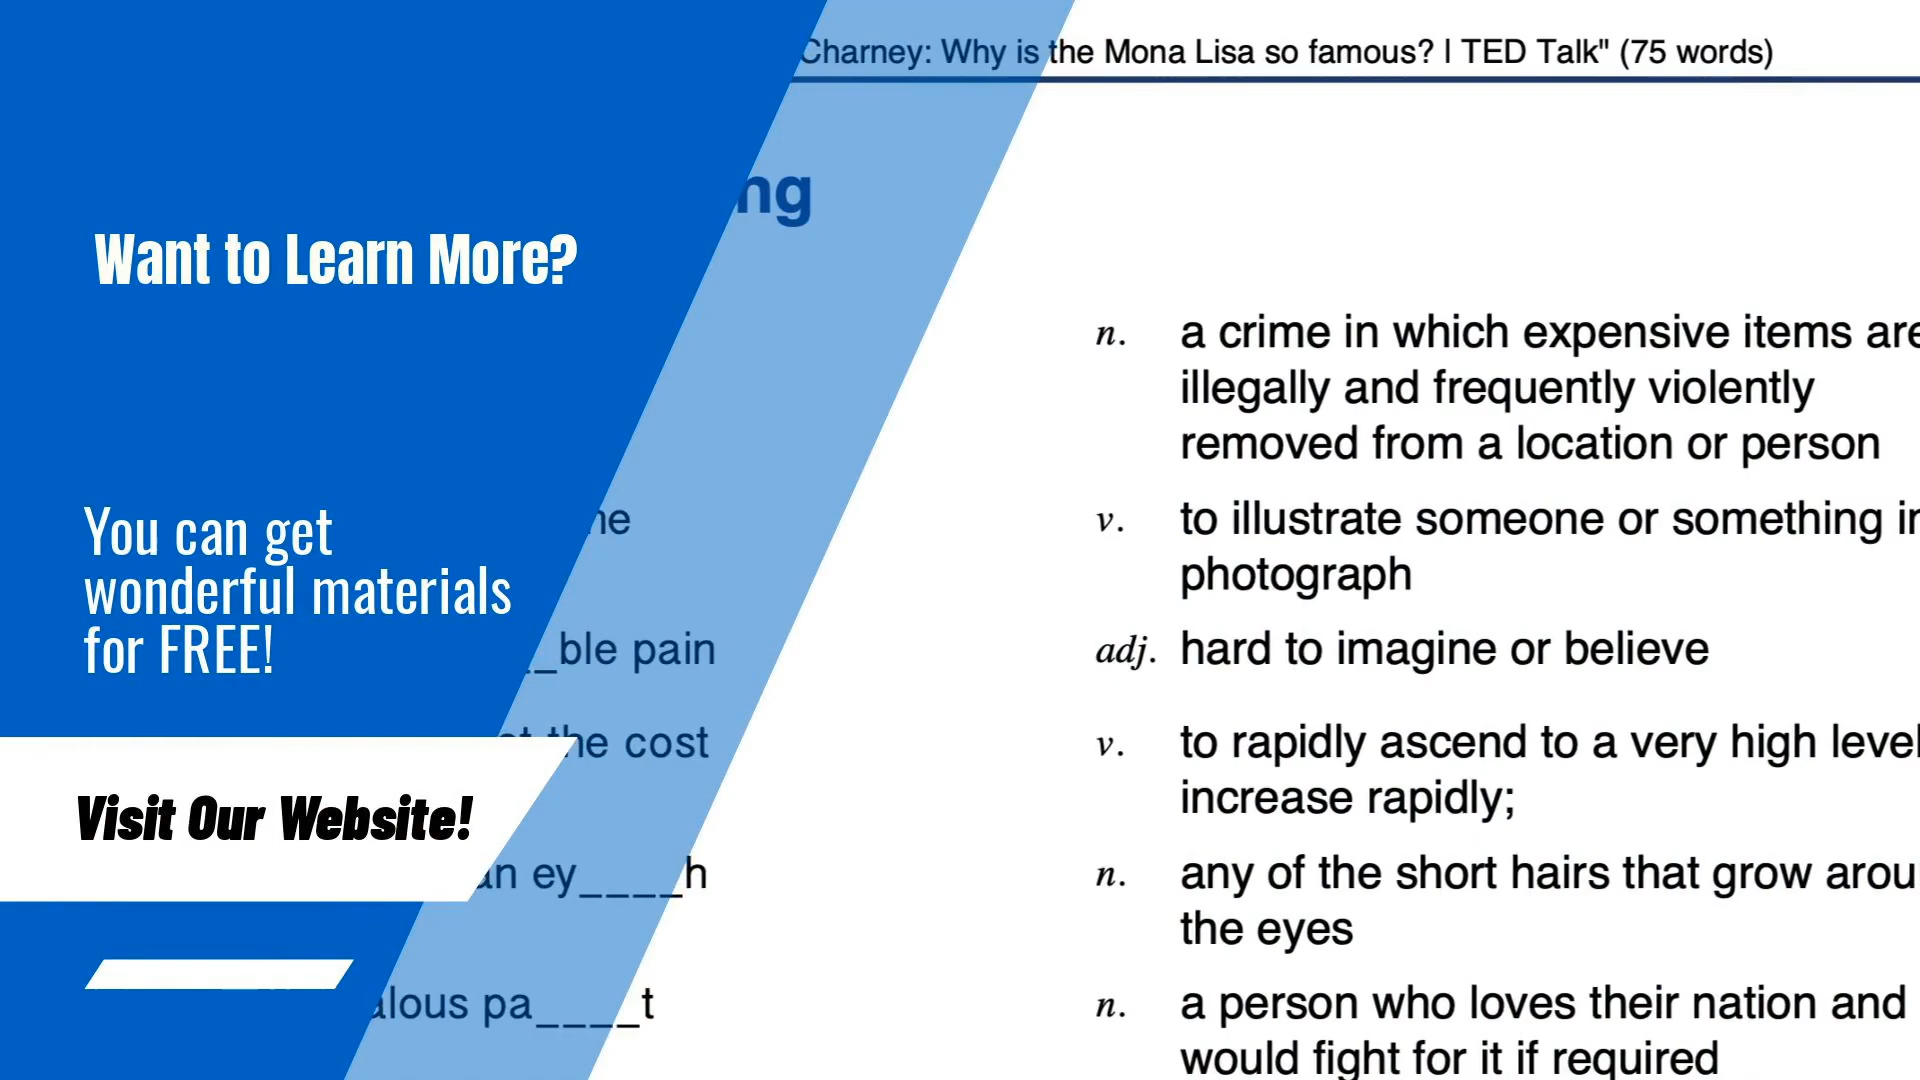 Charney: Why is the Mona Lisa so famous? | TED Talk" (75 words)
Want to Learn More?
You can get
wonderful materials
for FREE!
Visit Our Website!
n. a crime in which expensive items are
illegally and frequently violently
removed from a location or person
v. to illustrate someone or something in
photograph
_ble pain adj. hard to imagine or believe
the cost v. to rapidly ascend to a very high level
increase rapidly;
ey____h n. any of the short hairs that grow
the eyes
pa____t n. a person who loves their nation and
would fight for it if required